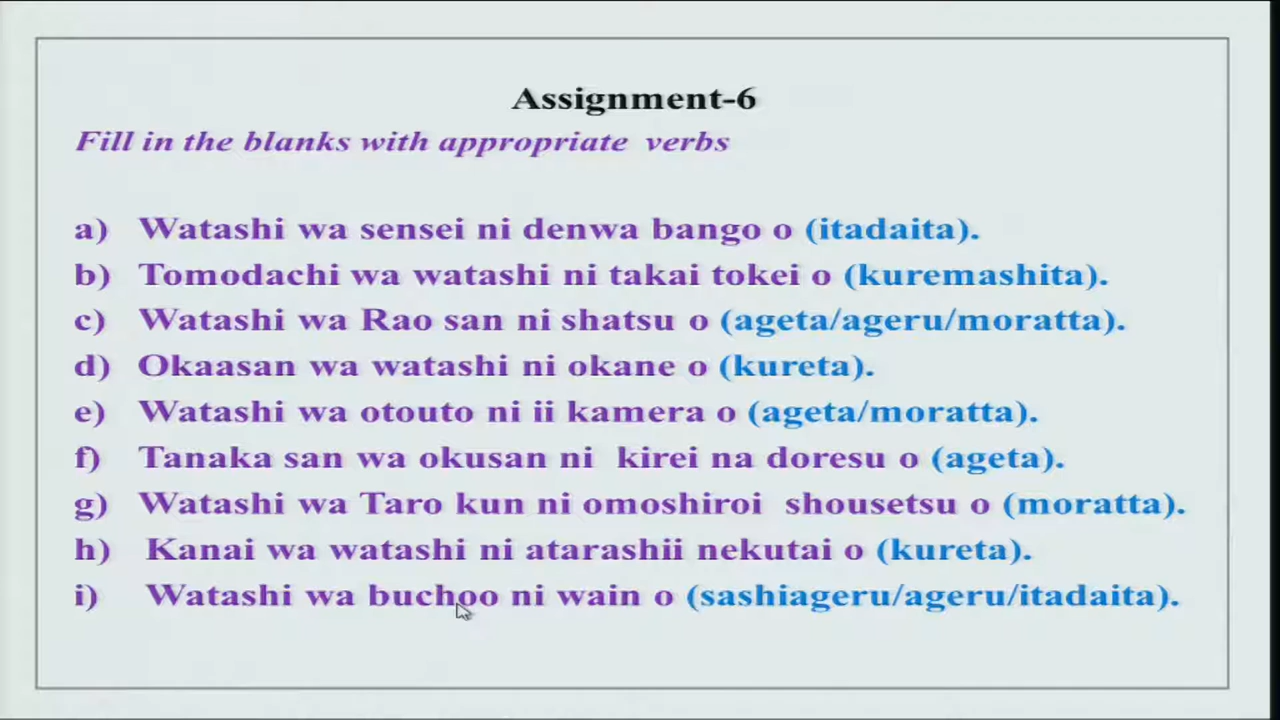 Assignment-6
Fill in the blanks with appropriate verbs
a) Watashi wa sensei ni denwa bango o (itadaita).
b) Tomodachi wa watashi ni takai tokei o (kuremashita).
c) Watashi wa Rao san ni shatsu o (ageta/ageru/moratta).
d) Okaasan wa watashi ni okane o (kureta).
e) Watashi wa otouto ni ii kamera o (ageta/moratta).
f) Tanaka san wa okusan ni kirei na doresu o (ageta).
g) Watashi wa Taro kun ni omoshiroi shousetsu o (moratta).
h) Kanai wa watashi ni atarashii nekutai o (kureta).
i) Watashi wa buchoo ni wain o (sashiageru/ageru/itadaita).